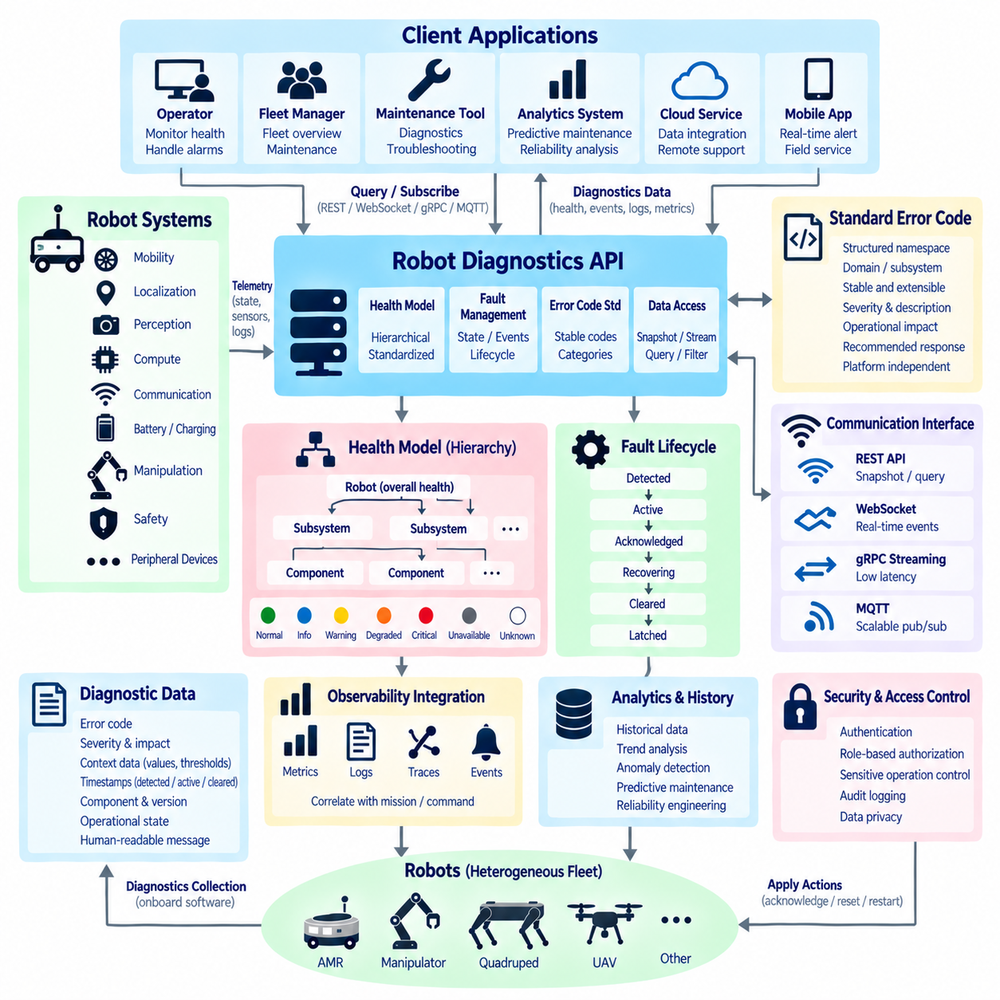 Client Applications
Operator
Monitor health
Handle alarms
Fleet Manager
Fleet overview
Maintenance
Maintenance Tool
Diagnostics
Troubleshooting
Analytics System
Predictive maintenance
Reliability analysis
Cloud Service
Data integration
Remote support
Mobile App
Real-time alert
Field service
Query / Subscribe
(REST / WebSocket / gRPC / MQTT)
Diagnostics Data
(health, events, logs, metrics)
Robot Systems
Mobility
Localization
Perception
Compute
Communication
Battery / Charging
Manipulation
Safety
Peripheral Devices
Telemetry
(state,
sensors,
logs)
Robot Diagnostics API
Health Model
Hierarchical
Standardized
Fault
Management
State / Events
Lifecycle
Error Code Std
Stable codes
Categories
Data Access
Snapshot / Stream
Query / Filter
Standard Error Code
</>
Structured namespace
Domain / subsystem
Stable and extensible
Severity & description
Operational impact
Recommended response
Platform independent
Communication Interface
REST API
Snapshot / query
WebSocket
Real-time events
gRPC Streaming
Low latency
MQTT
Scalable pub/sub
Health Model (Hierarchy)
Robot (overall health)
Subsystem
Subsystem
...
Component
Component
...
Normal
Info
Warning
Degraded
Critical
Unavailable
Unknown
Fault Lifecycle
Detected
Active
Acknowledged
Recovering
Cleared
Latched
Diagnostic Data
Error code
Severity & impact
Context data (values, thresholds)
Timestamps (detected / active / cleared)
Component & version
Operational state
Human-readable message
Observability Integration
Metrics
Logs
Traces
Events
Correlate with mission / command
Analytics & History
Historical data
Trend analysis
Anomaly detection
Predictive maintenance
Reliability engineering
Security & Access Control
Authentication
Role-based authorization
Sensitive operation control
Audit logging
Data privacy
Diagnostics Collection
(onboard software)
Robots (Heterogeneous Fleet)
AMR
Manipulator
Quadruped
UAV
Other
Apply Actions
(acknowledge / reset / restart)